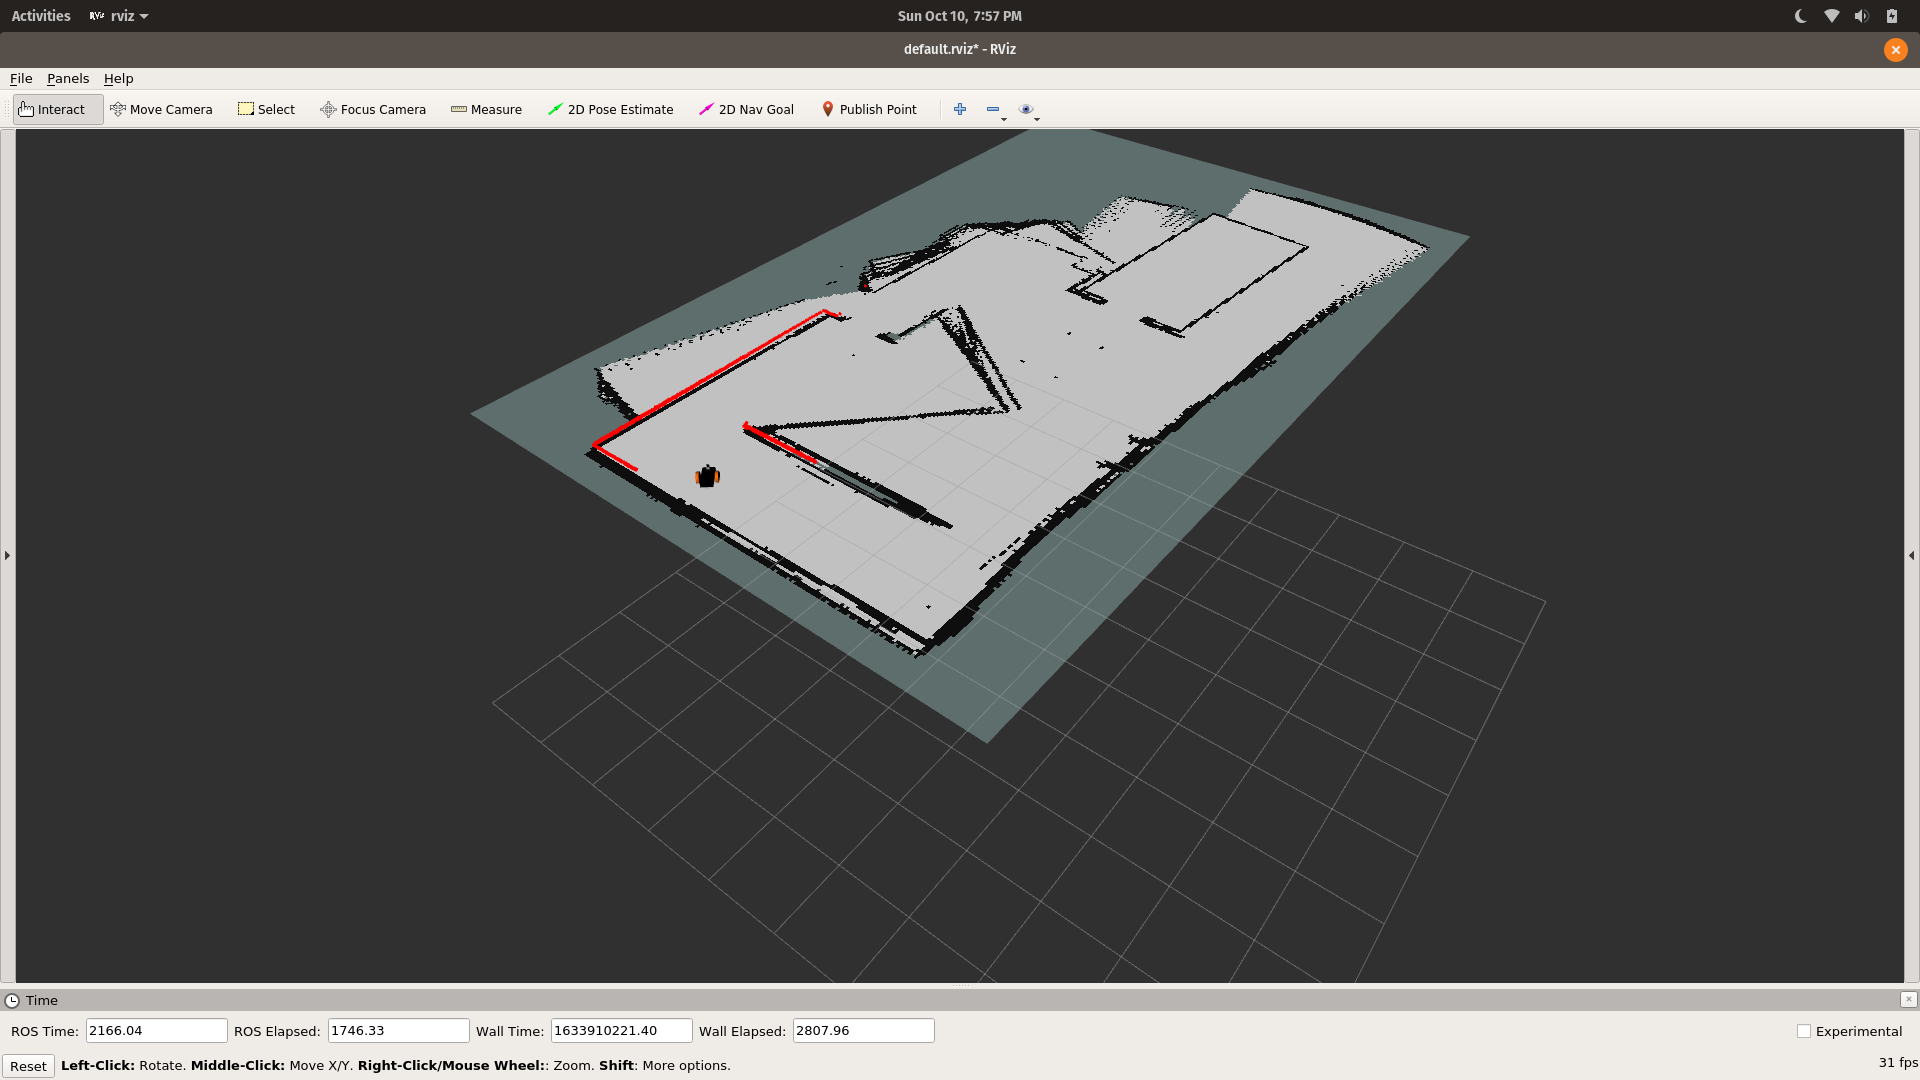 Activities RViz rviz Sun Oct 10, 7:57 PM
default.rviz* - RViz
File Panels Help
Interact Move Camera Select Focus Camera Measure 2D Pose Estimate 2D Nav Goal Publish Point
Time
ROS Time: 2166.04 ROS Elapsed: 1746.33 Wall Time: 1633910221.40 Wall Elapsed: 2807.96 Experimental
Reset Left-Click: Rotate. Middle-Click: Move X/Y. Right-Click/Mouse Wheel:: Zoom. Shift: More options. 31 fps